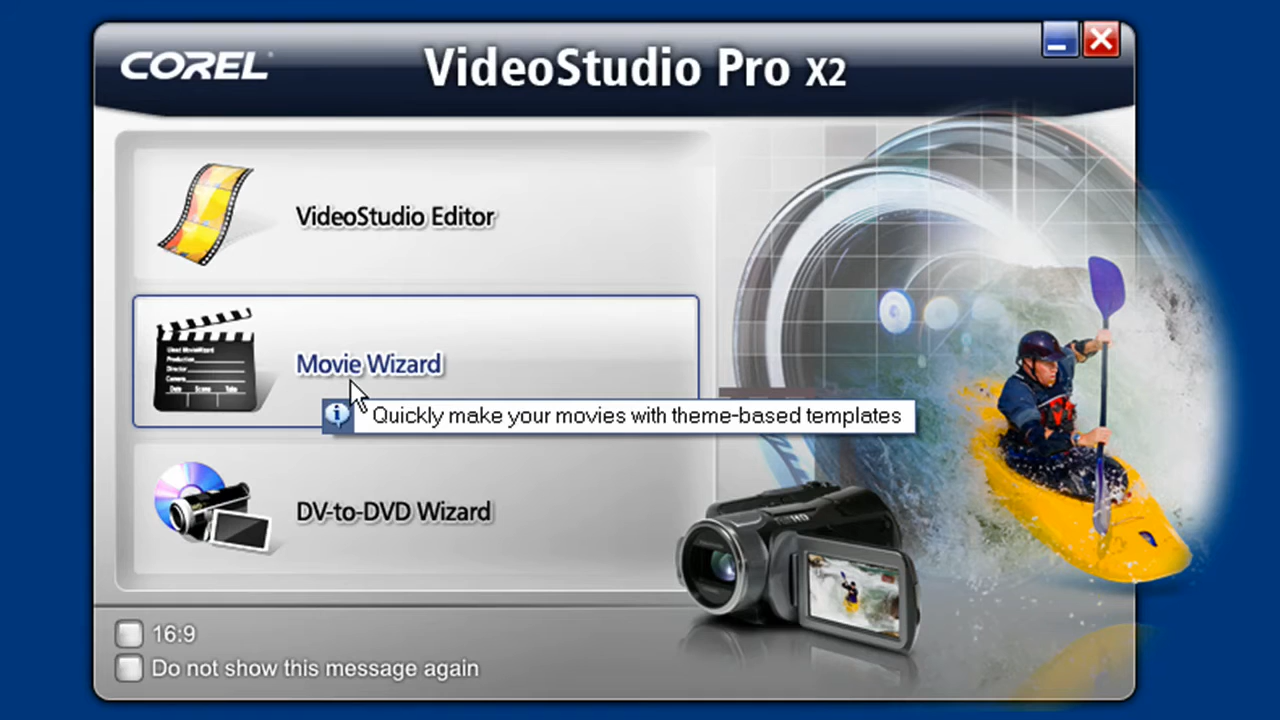 COREL
VideoStudio Pro X2
VideoStudio Editor
Movie Wizard
Quickly make your movies with theme-based templates
DV-to-DVD Wizard
16:9
Do not show this message again